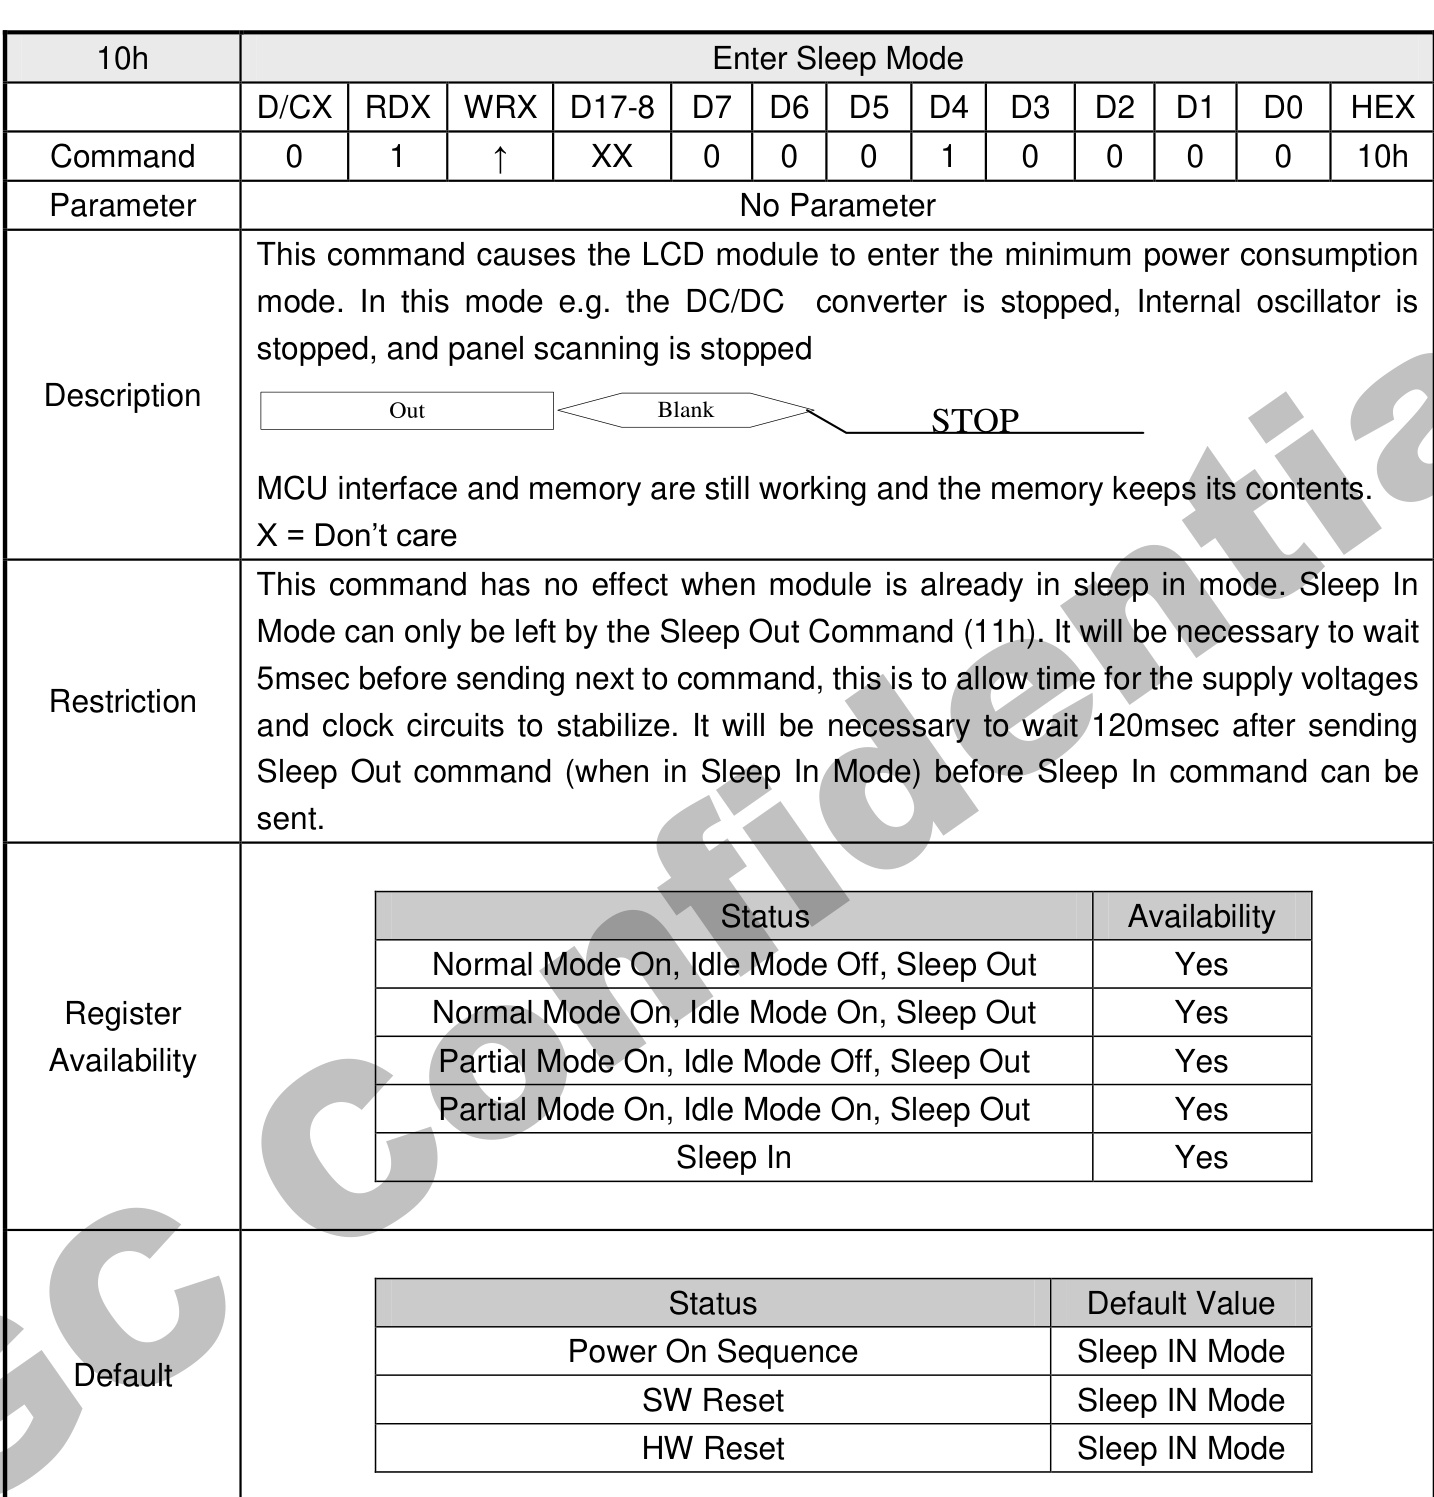 10h Enter Sleep Mode
D/CX RDX WRX D17-8 D7 D6 D5 D4 D3 D2 D1 D0 HEX
Command 0 1 ↑ XX 0 0 0 1 0 0 0 0 10h
Parameter No Parameter
Description
This command causes the LCD module to enter the minimum power consumption
mode. In this mode e.g. the DC/DC converter is stopped, Internal oscillator is
stopped, and panel scanning is stopped
Out Blank STOP
MCU interface and memory are still working and the memory keeps its contents.
X = Don’t care
Restriction
This command has no effect when module is already in sleep in mode. Sleep In
Mode can only be left by the Sleep Out Command (11h). It will be necessary to wait
5msec before sending next to command, this is to allow time for the supply voltages
and clock circuits to stabilize. It will be necessary to wait 120msec after sending
Sleep Out command (when in Sleep In Mode) before Sleep In command can be
sent.
Register
Availability
Status Availability
Normal Mode On, Idle Mode Off, Sleep Out Yes
Normal Mode On, Idle Mode On, Sleep Out Yes
Partial Mode On, Idle Mode Off, Sleep Out Yes
Partial Mode On, Idle Mode On, Sleep Out Yes
Sleep In Yes
Default
Status Default Value
Power On Sequence Sleep IN Mode
SW Reset Sleep IN Mode
HW Reset Sleep IN Mode
GC Confidentia